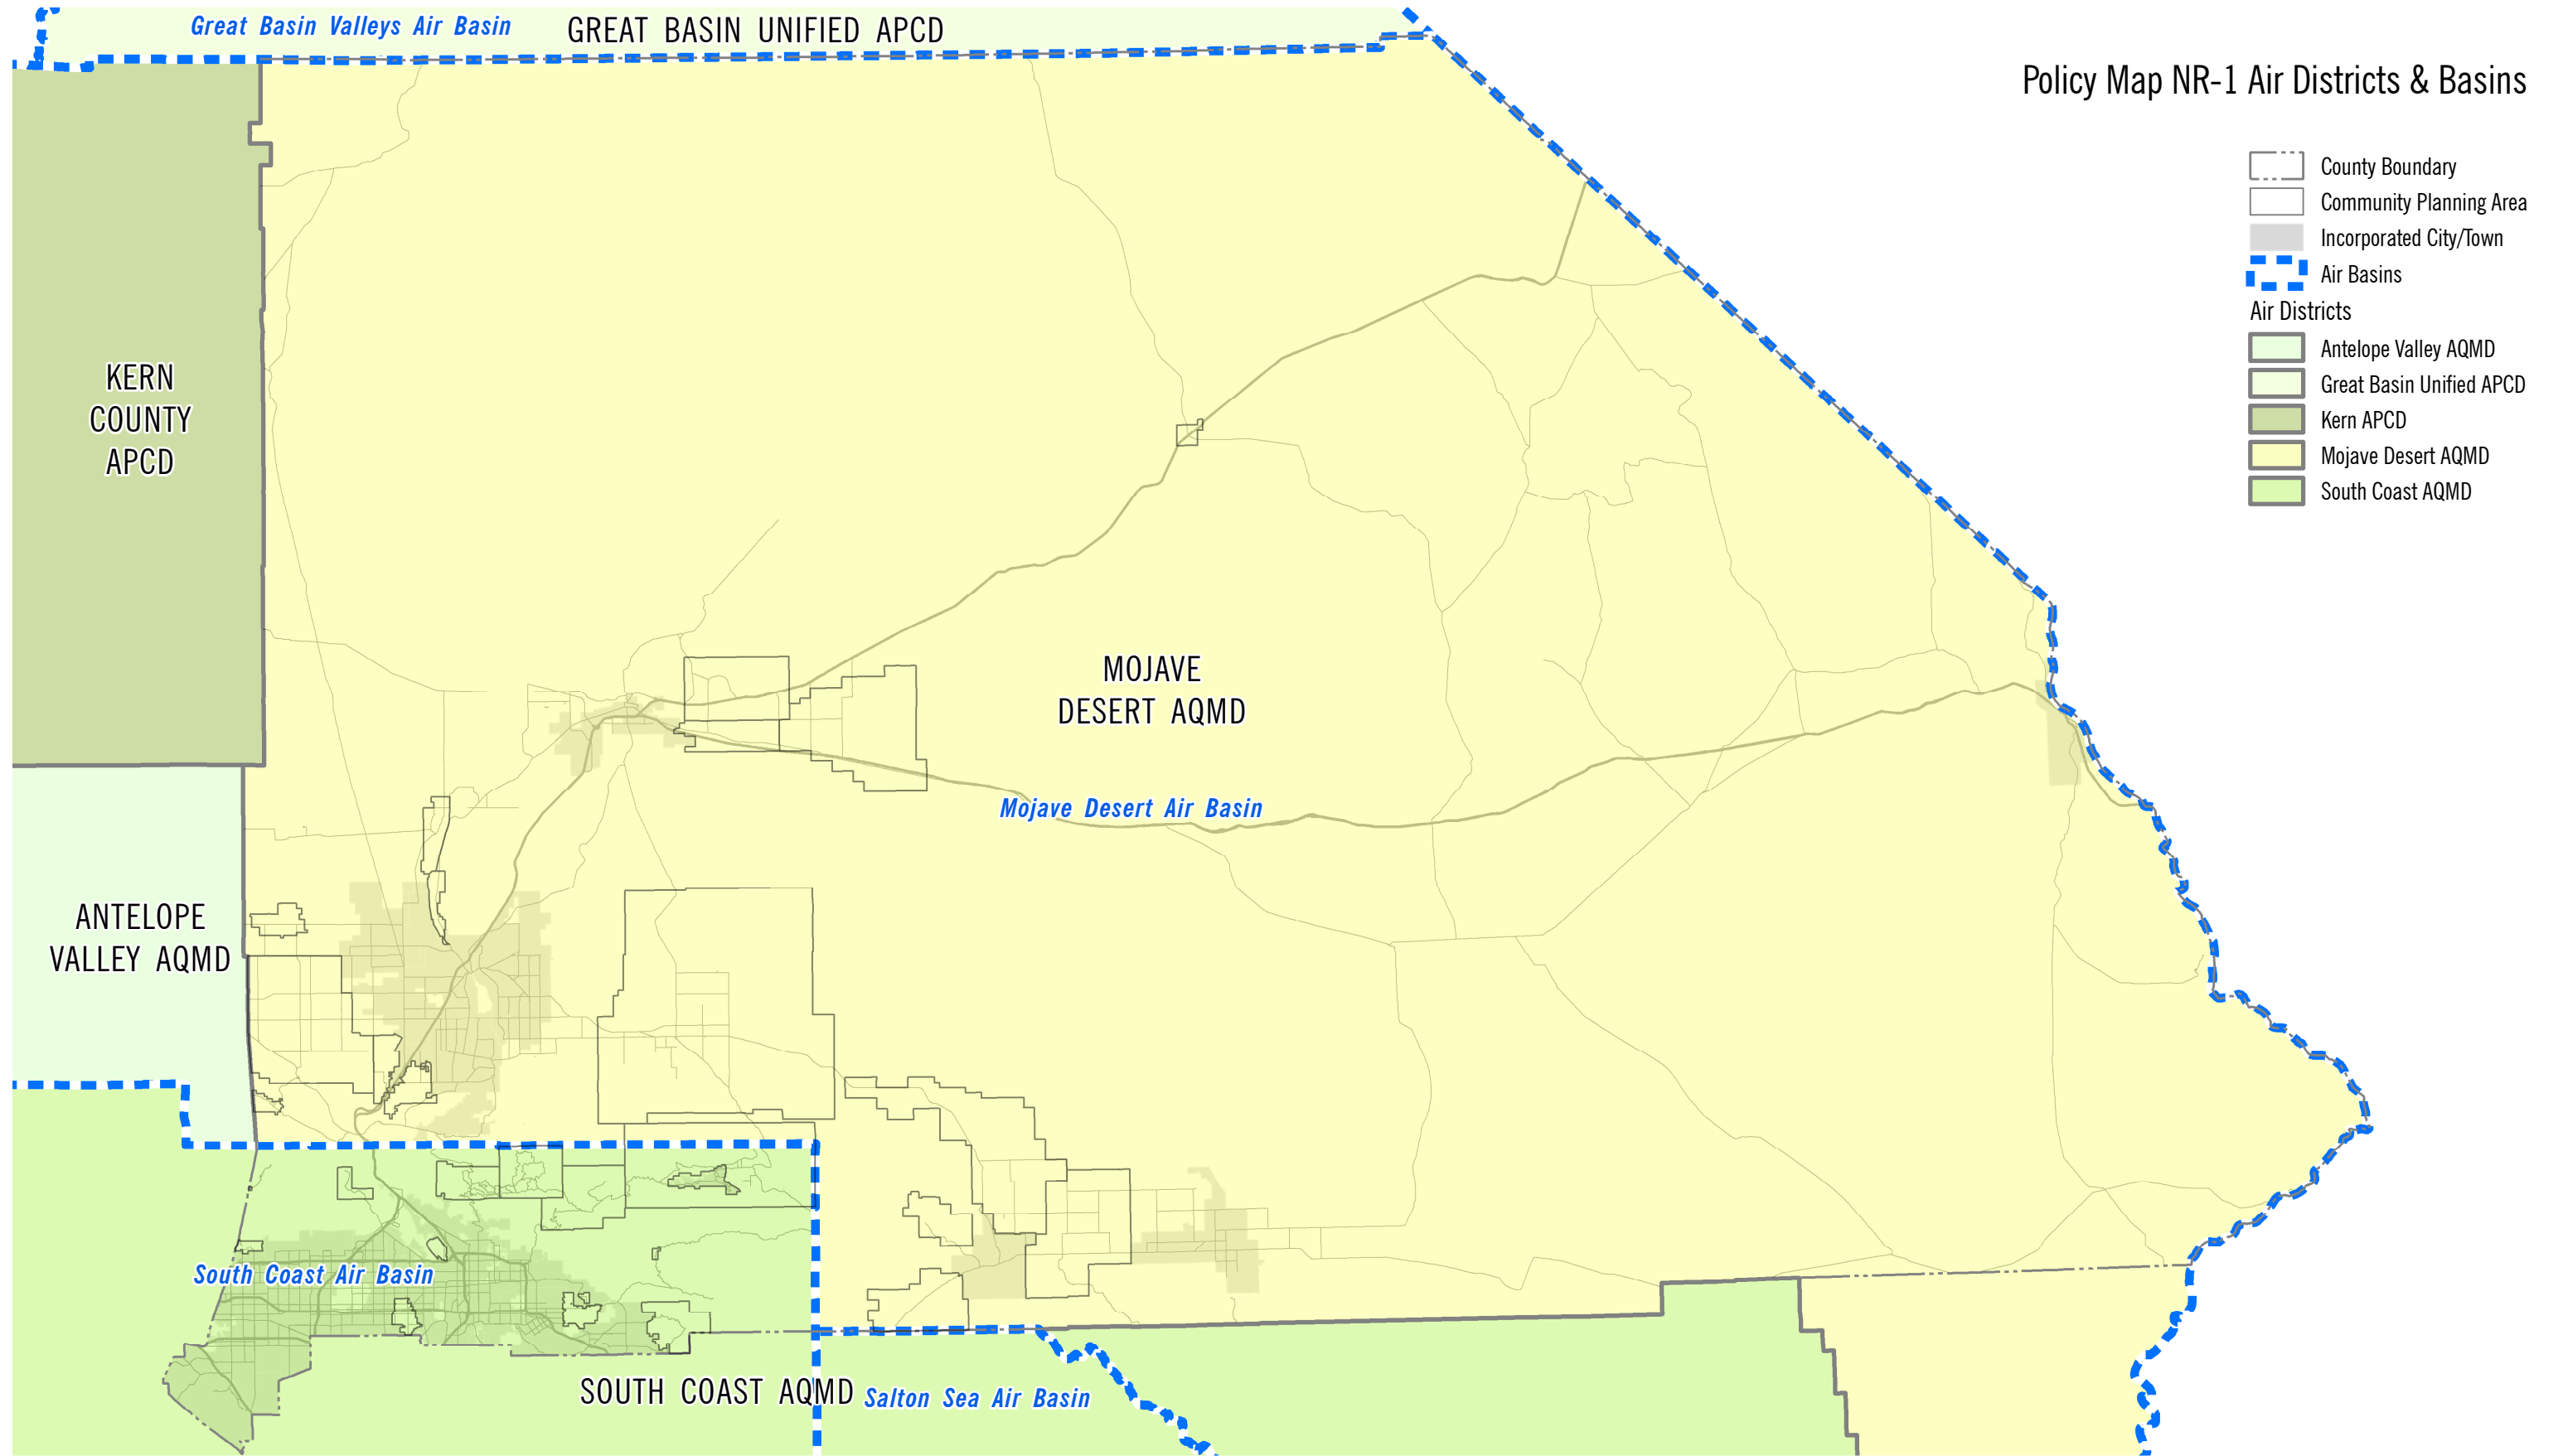 Great Basin Valleys Air Basin
GREAT BASIN UNIFIED APCD
Policy Map NR-1 Air Districts & Basins
County Boundary
Community Planning Area
Incorporated City/Town
Air Basins
Air Districts
Antelope Valley AQMD
Great Basin Unified APCD
Kern APCD
Mojave Desert AQMD
South Coast AQMD
KERN
COUNTY
APCD
MOJAVE
DESERT AQMD
Mojave Desert Air Basin
ANTELOPE
VALLEY AQMD
South Coast Air Basin
SOUTH COAST AQMD
Salton Sea Air Basin